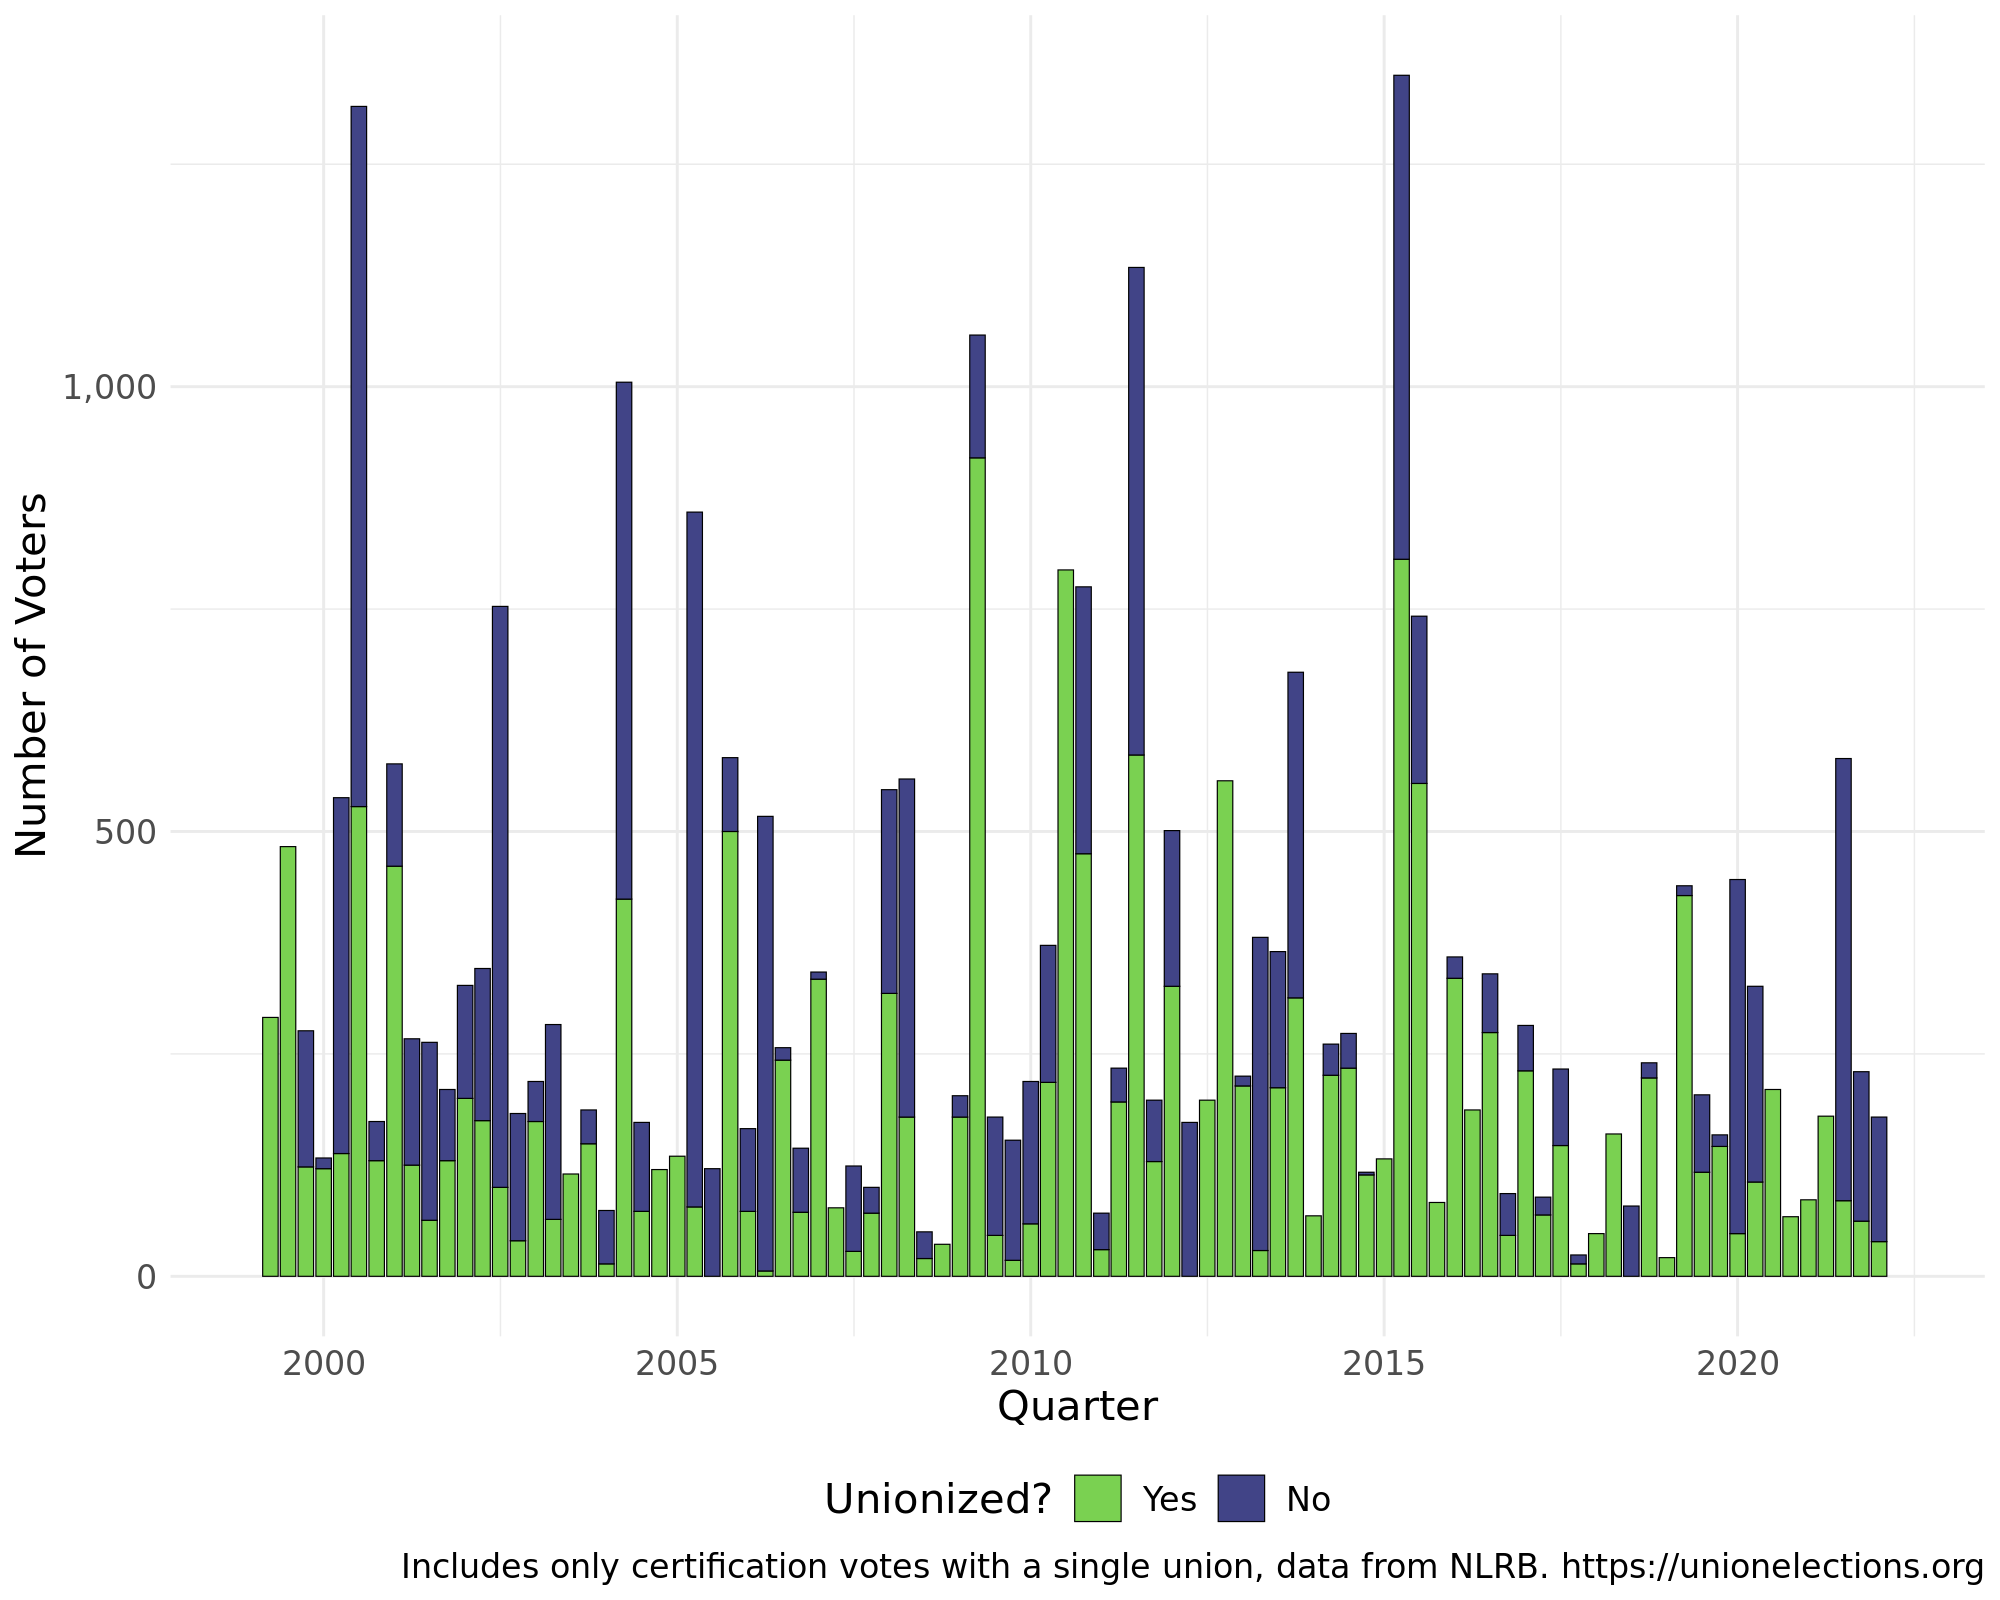 Number of Voters
1,000
500
0
2000 2005 2010 2015 2020
Quarter
Unionized? Yes No
Includes only certification votes with a single union, data from NLRB. https://unionelections.org